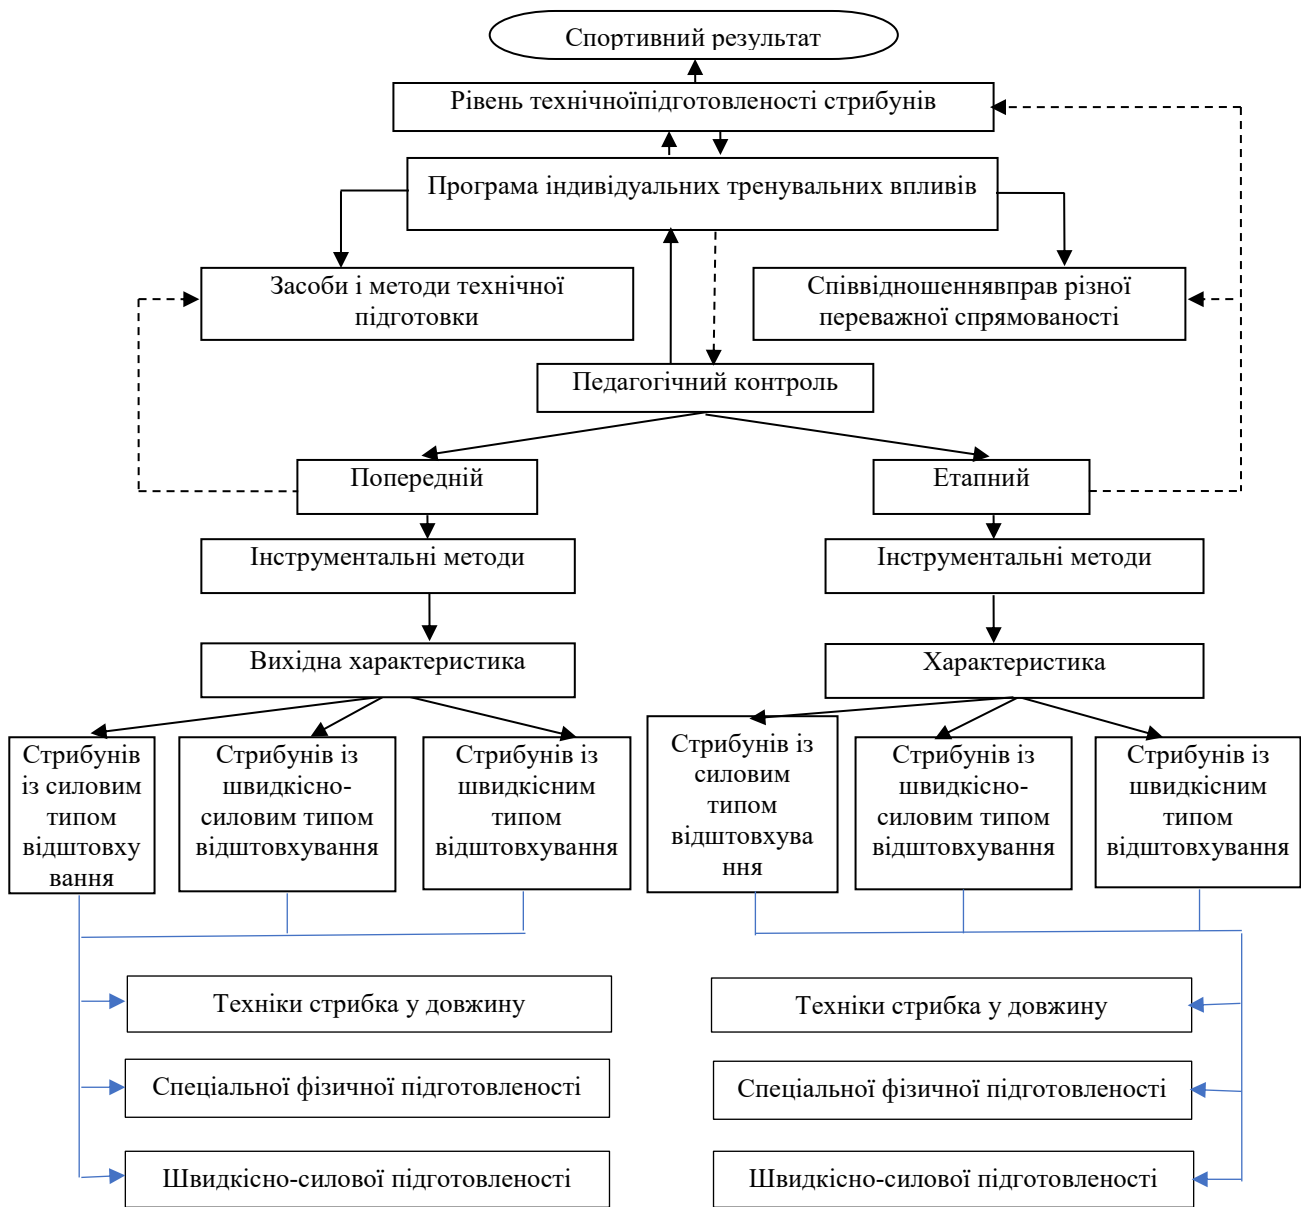 Спортивний результат
Рівень технічноїпідготовленості стрибунів
Програма індивідуальних тренувальних впливів
Засоби і методи технічної
підготовки
Співвідношеннявправ різної
переважної спрямованості
Педагогічний контроль
Попередній
Етапний
Інструментальні методи
Інструментальні методи
Вихідна характеристика
Характеристика
Стрибунів
із силовим
типом
відштовху
вання
Стрибунів із
швидкісно-
силовим типом
відштовхування
Стрибунів із
швидкісним
типом
відштовхування
Стрибунів із
силовим
типом
відштовхува
ння
Стрибунів із
швидкісно-
силовим типом
відштовхування
Стрибунів із
швидкісним
типом
відштовхування
Техніки стрибка у довжину
Спеціальної фізичної підготовленості
Швидкісно-силової підготовленості
Техніки стрибка у довжину
Спеціальної фізичної підготовленості
Швидкісно-силової підготовленості